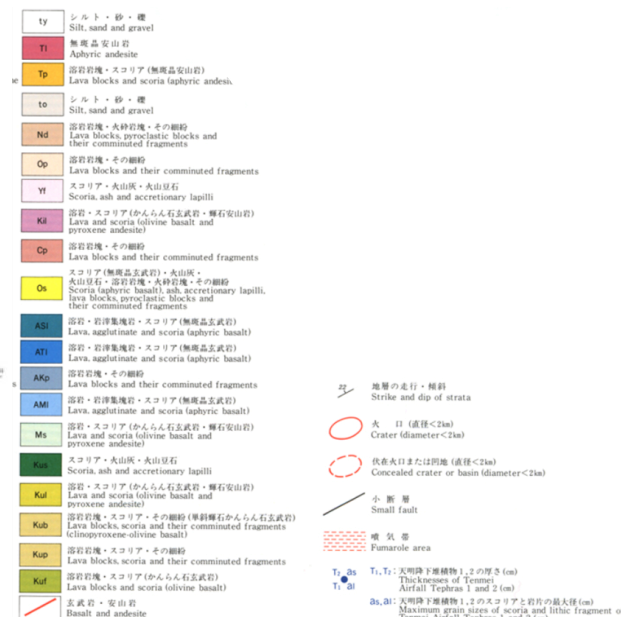 ty
シルト・砂・礫
Silt, sand and gravel
Tl
無斑晶安山岩
Aphyric andesite
Tp
溶岩岩塊・スコリア(無斑晶安山岩)
Lava blocks and scoria (aphyric
to
シルト・砂・礫
Silt, sand and gravel
Nd
溶岩岩塊・火砕岩塊・その細粉
Lava blocks, pyroclastic blocks and
their comminuted fragments
Op
溶岩岩塊・その細粉
Lava blocks and their comminuted fragments
Yf
スコリア・火山灰・火山豆石
Scoria, ash and accretionary lapilli
Kil
溶岩・スコリア(かんらん石玄武岩・輝石安山岩)
Lava and scoria (olivine basalt and
pyroxene andesite)
Cp
溶岩岩塊・その細粉
Lava blocks and their comminuted fragments
Os
スコリア(無斑晶玄武岩)・火山灰・
火山豆石・溶岩岩塊・火砕岩塊・その細粉
Scoria (aphyric basalt), ash, accretionary lapilli,
lava blocks, pyroclastic blocks and
their comminuted fragments
ASl
溶岩・岩滓集塊岩・スコリア(無斑晶玄武岩)
Lava, agglutinate and scoria (aphyric basalt)
ATl
溶岩・岩滓集塊岩・スコリア(無斑晶玄武岩)
Lava, agglutinate and scoria (aphyric basalt)
AKp
溶岩岩塊・その細粉
Lava blocks and their comminuted fragments
AMl
溶岩・岩滓集塊岩・スコリア(無斑晶玄武岩)
Lava, agglutinate and scoria (aphyric basalt)
Ms
溶岩・スコリア(かんらん石玄武岩・輝石安山岩)
Lava and scoria (olivine basalt and
pyroxene andesite)
Kus
スコリア・火山灰・火山豆石
Scoria, ash and accretionary lapilli
Kul
溶岩・スコリア(かんらん石玄武岩・輝石安山岩)
Lava and scoria (olivine basalt and
pyroxene andesite)
Kub
溶岩岩塊・スコリア・その細粉(単斜輝石かんらん石玄武岩)
Lava blocks, scoria and their comminuted fragments
(clinopyroxene-olivine basalt)
Kup
溶岩岩塊・スコリア・その細粉
Lava blocks, scoria and their comminuted fragments
Kuf
溶岩岩塊・スコリア(かんらん石玄武岩)
Lava blocks and scoria (olivine basalt)
玄武岩・安山岩
Basalt and andesite
22
地層の走行・傾斜
Strike and dip of strata
火 口 (直径<2km)
Crater (diameter<2km)
伏在火口または凹地 (直径<2km)
Concealed crater or basin (diameter<2km)
小断層
Small fault
噴気帯
Fumarole area
T₂ as
T₁ al
T₁, T₂: 天明降下堆積物1, 2の厚さ(cm)
Thicknesses of Tenmei
Airfall Tephras 1 and 2 (cm)
as, al: 天明降下堆積物1, 2のスコリアと岩片の最大径(cm)
Maximum grain sizes of scoria and lithic fragment